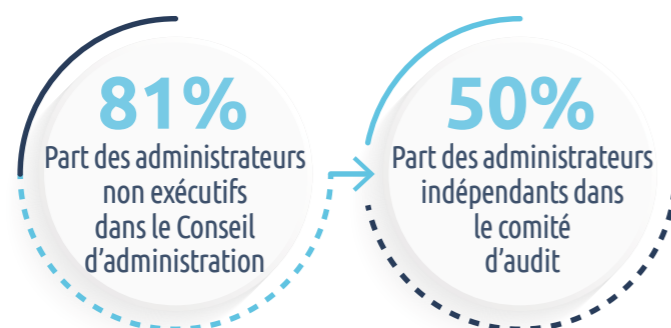 81%
Part des administrateurs
non exécutifs
dans le Conseil
d'administration
50%
Part des administrateurs
indépendants dans
le comité
d'audit